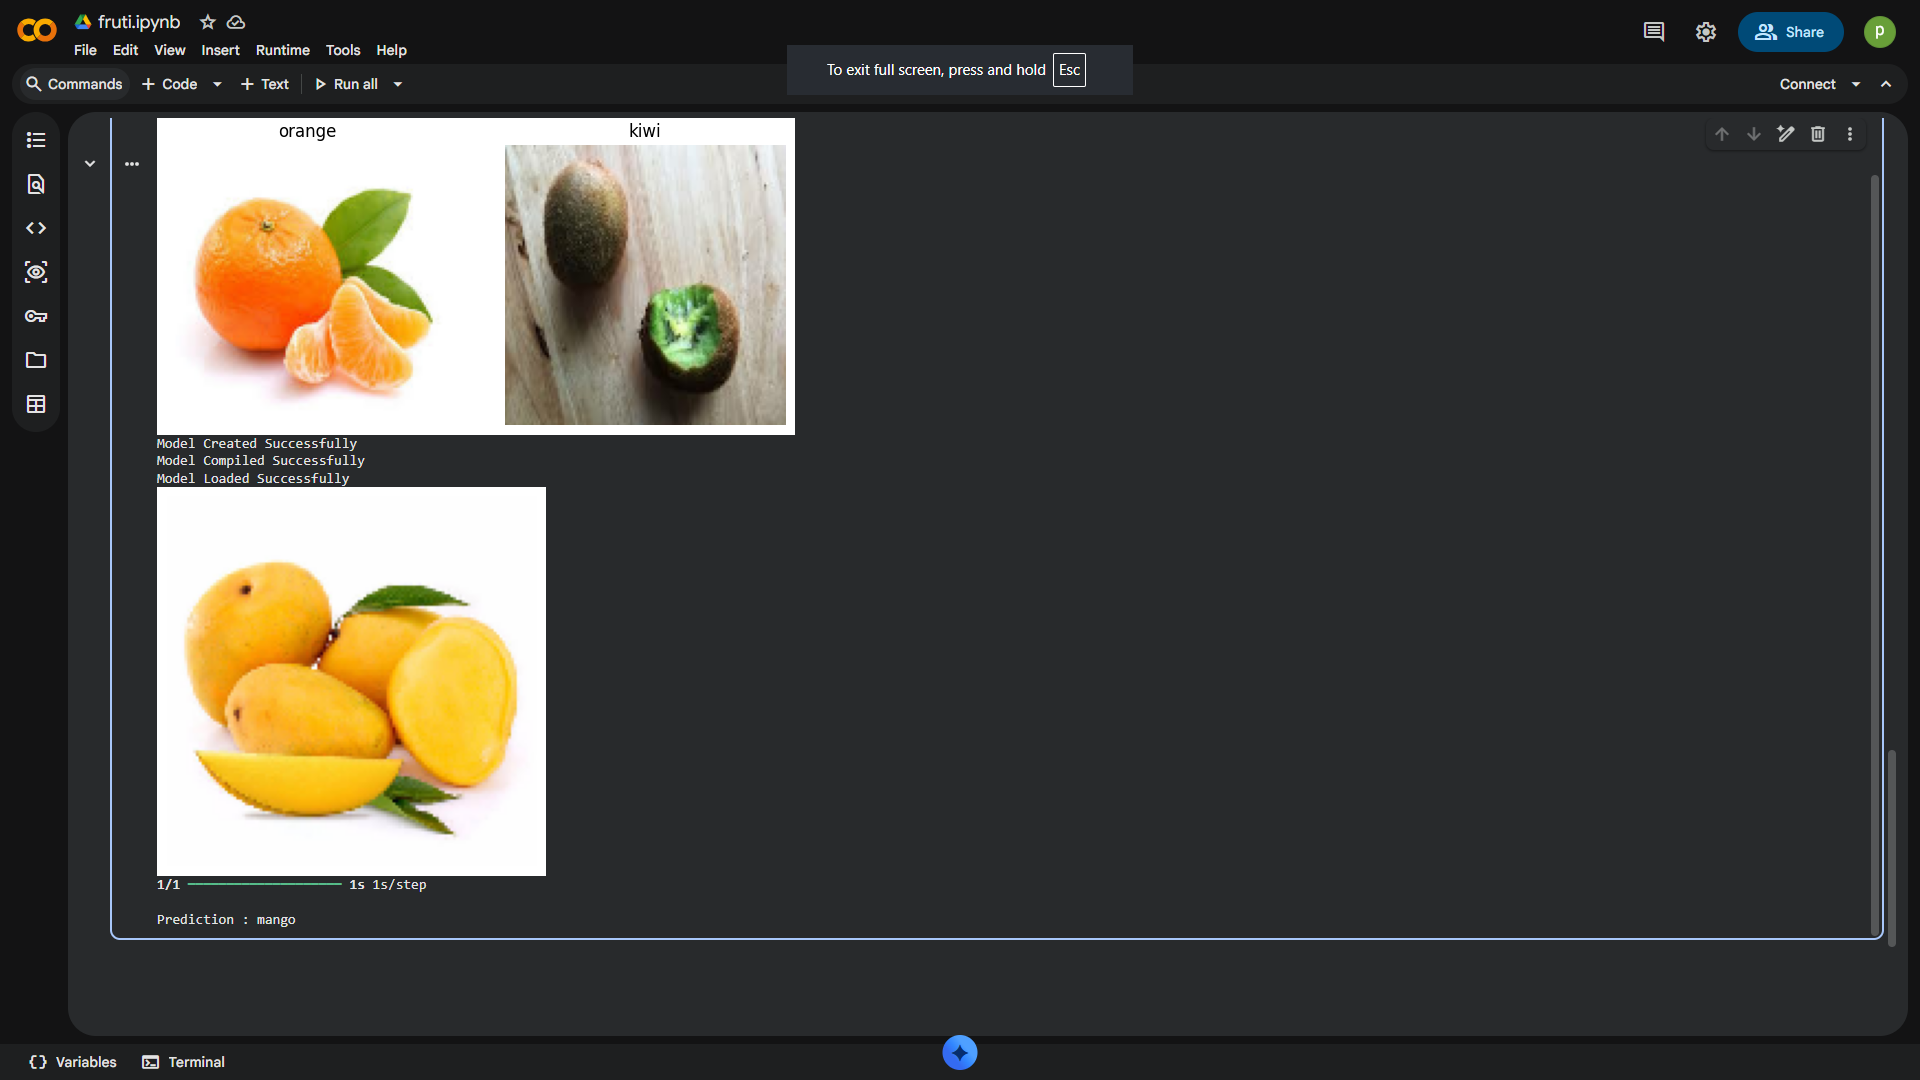 fruti.ipynb
File Edit View Insert Runtime Tools Help
Share
p
To exit full screen, press and hold Esc
Commands + Code + Text Run all
Connect
orange kiwi
Model Created Successfully
Model Compiled Successfully
Model Loaded Successfully
1/1 ━━━━━━━━━━━━━━━━━━━━ 1s 1s/step
Prediction : mango
Variables Terminal